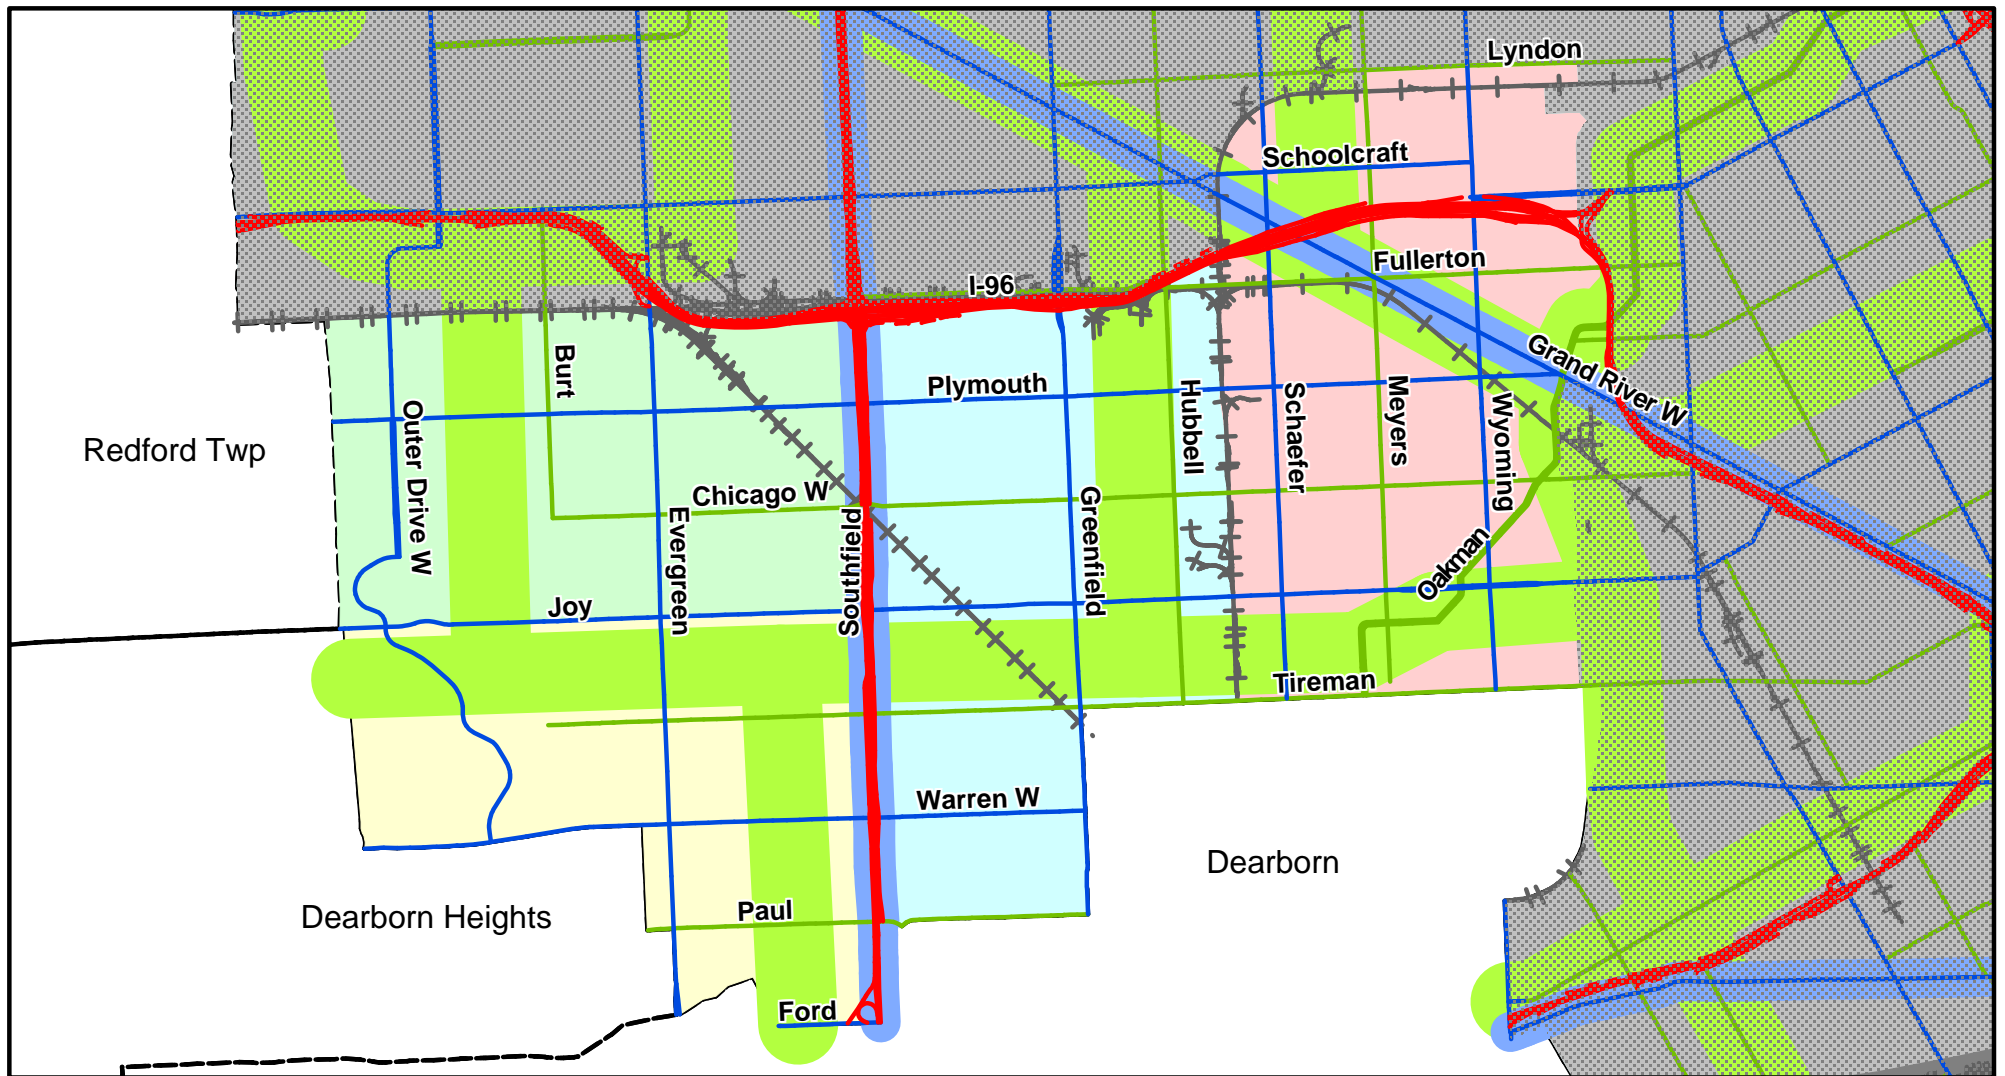 Lyndon
Schoolcraft
Fullerton
I-96
Burt
Grand River W
Plymouth
Outer Drive W
Hubbell
Schaefer
Meyers
Wyoming
Redford Twp
Chicago W
Evergreen
Southfield
Greenfield
Oakman
Joy
Tireman
Warren W
Dearborn
Dearborn Heights
Paul
Ford